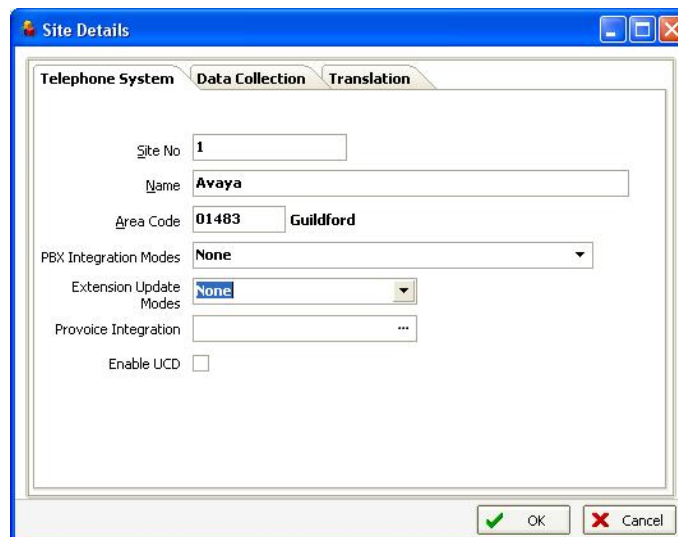 Site Details
Telephone System Data Collection Translation
Site No 1
Name Avaya
Area Code 01483 Guildford
PBX Integration Modes None
Extension Update
Modes None
Provoice Integration ...
Enable UCD
OK Cancel